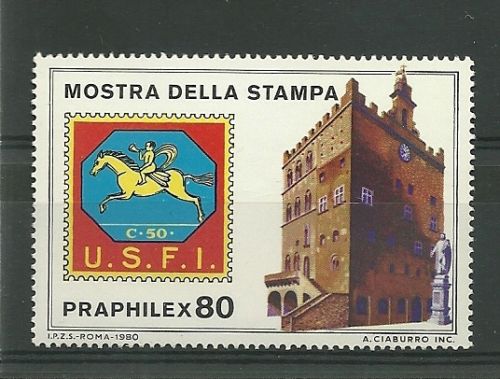 MOSTRA DELLA STAMPA
C·50·
U.S.F.I.
PRAPHILEX 80
I.P.Z.S.-ROMA-1980
A. CIABURRO INC.